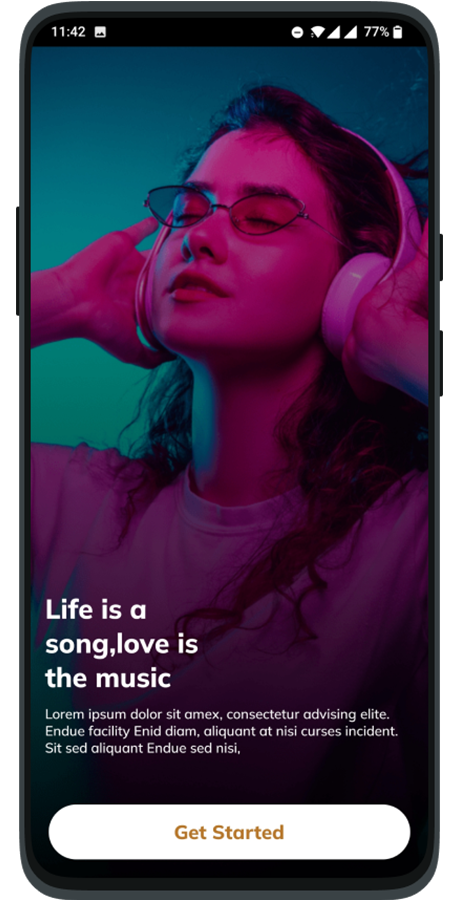 11:42 77%
Life is a
song,love is
the music
Lorem ipsum dolor sit amex, consectetur advising elite.
Endue facility Enid diam, aliquant at nisi curses incident.
Sit sed aliquant Endue sed nisi,
Get Started